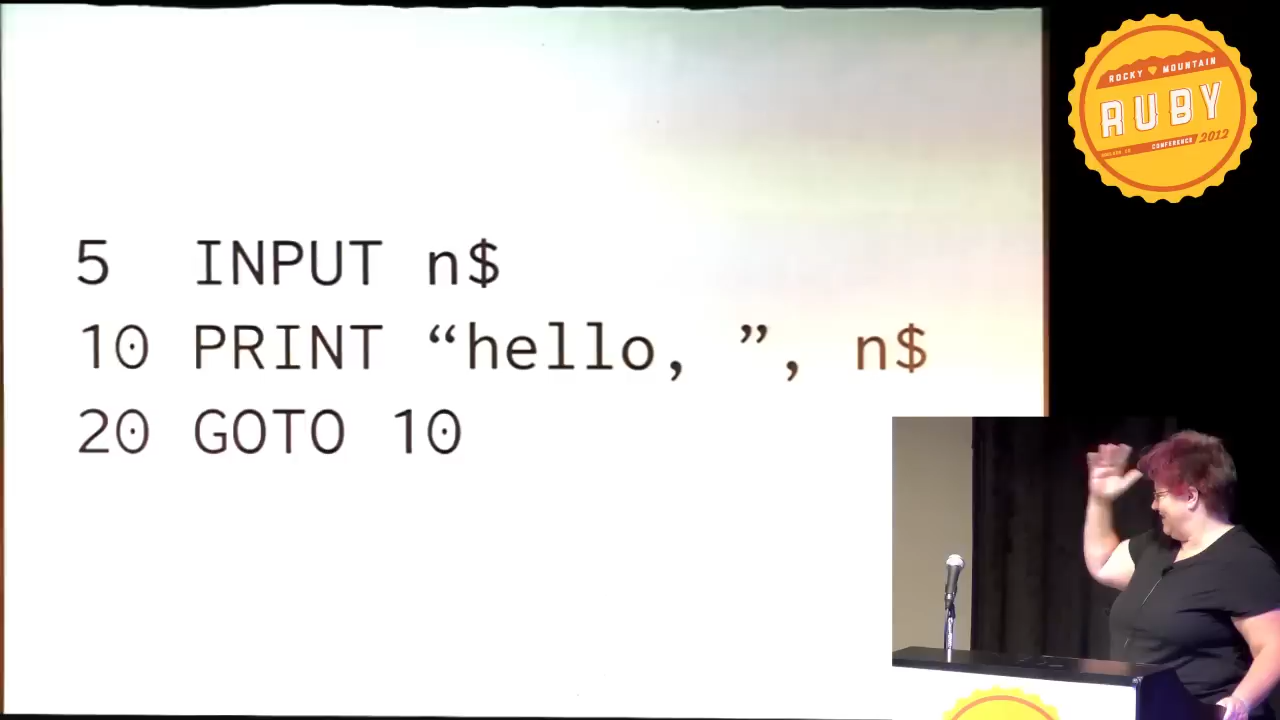 5 INPUT n$
10 PRINT “hello, ”, n$
20 GOTO 10
ROCKY MOUNTAIN
RUBY
CONFERENCE 2012